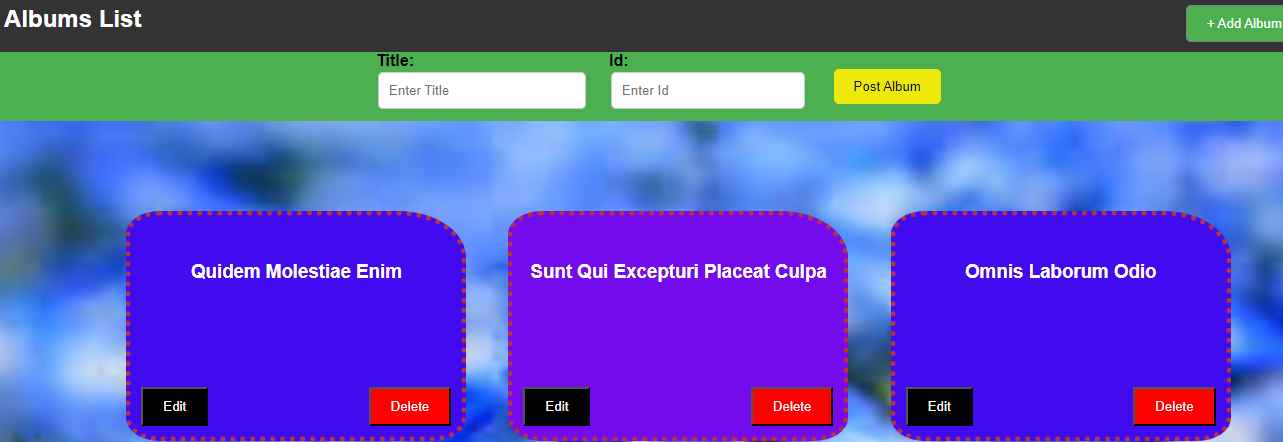 Albums List
+ Add Album
Title:
Id:
Enter Title
Enter Id
Post Album
Quidem Molestiae Enim
Sunt Qui Excepturi Placeat Culpa
Omnis Laborum Odio
Edit
Delete
Edit
Delete
Edit
Delete